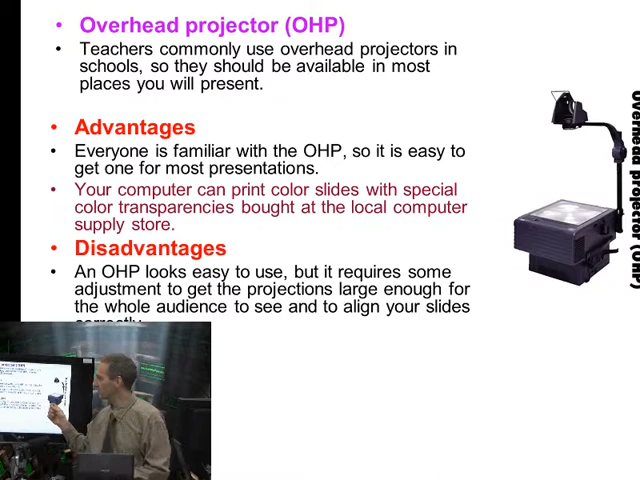 Overhead projector (OHP)
Teachers commonly use overhead projectors in
schools, so they should be available in most
places you will present.
Advantages
Everyone is familiar with the OHP, so it is easy to
get one for most presentations.
Your computer can print color slides with special
color transparencies bought at the local computer
supply store.
Disadvantages
An OHP looks easy to use, but it requires some
adjustment to get the projections large enough for
the whole audience to see and to align your slides
correctly
overhead projector (OH